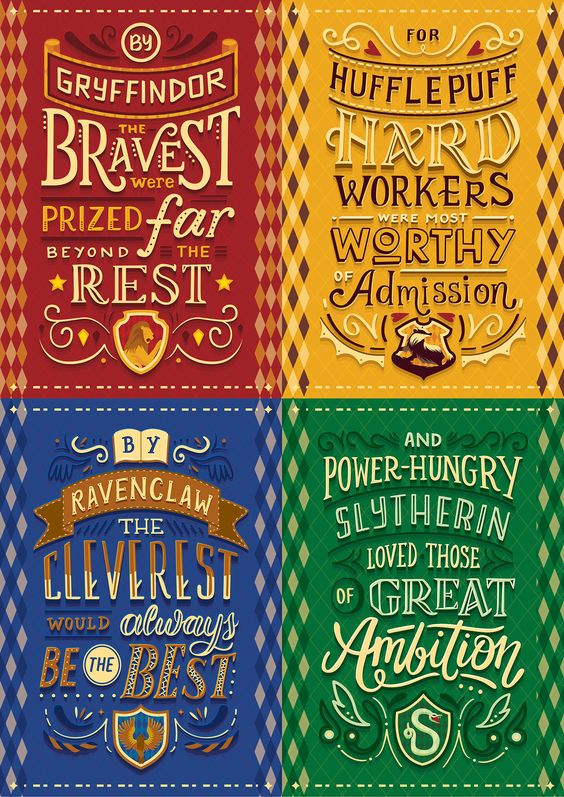 BY
GRYFFINDOR
THE
BRAVEST
were
PRIZED far
BEYOND THE
REST
FOR
HUFFLEPUFF
HARD
WORKERS
WERE MOST
WORTHY
OF Admission
BY
RAVENCLAW
THE
CLEVEREST
WOULD always
BE THE BEST
AND
POWER-HUNGRY
SLYTHERIN
LOVED THOSE
OF GREAT
Ambition
S